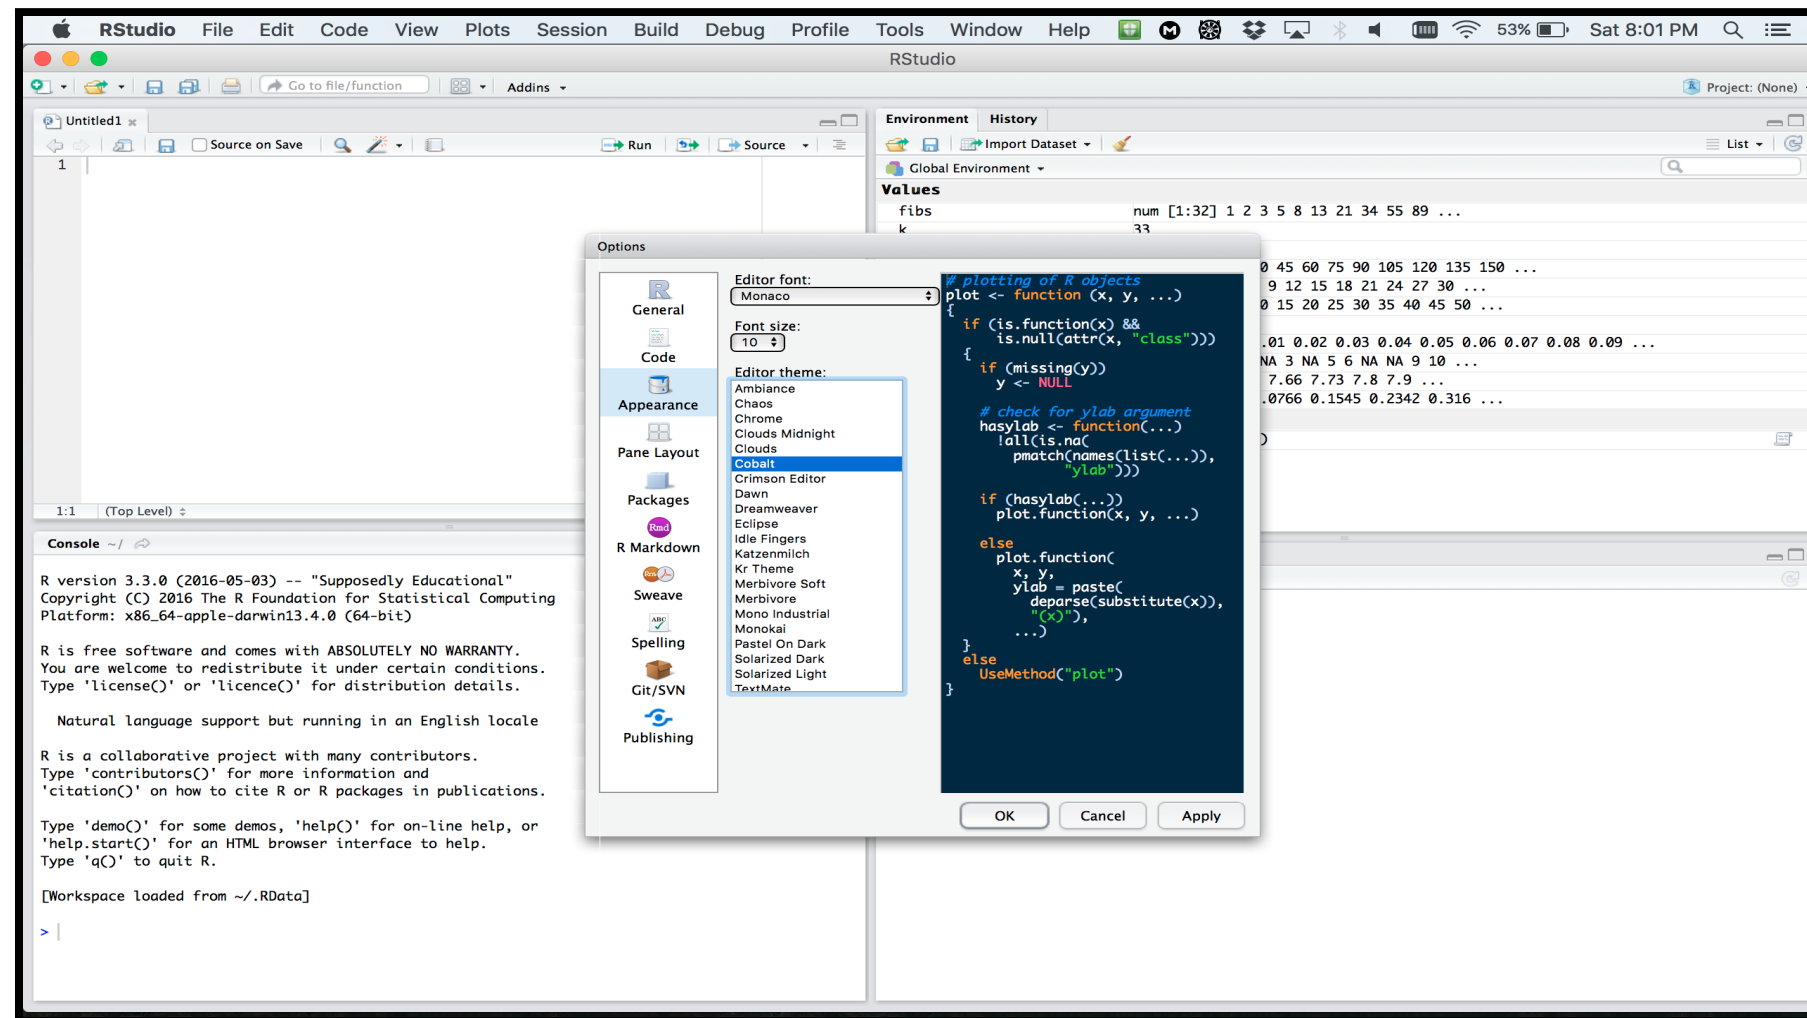 RStudio File Edit Code View Plots Session Build Debug Profile Tools Window Help 53% Sat 8:01 PM
RStudio
Go to file/function Addins Project: (None)
Untitled1
Source on Save Run Source
1
1:1 (Top Level)
Console ~/
R version 3.3.0 (2016-05-03) -- "Supposedly Educational"
Copyright (C) 2016 The R Foundation for Statistical Computing
Platform: x86_64-apple-darwin13.4.0 (64-bit)
R is free software and comes with ABSOLUTELY NO WARRANTY.
You are welcome to redistribute it under certain conditions.
Type 'license()' or 'licence()' for distribution details.
Natural language support but running in an English locale
R is a collaborative project with many contributors.
Type 'contributors()' for more information and
'citation()' on how to cite R or R packages in publications.
Type 'demo()' for some demos, 'help()' for on-line help, or
'help.start()' for an HTML browser interface to help.
Type 'q()' to quit R.
[Workspace loaded from ~/.RData]
>
Environment History
Import Dataset List
Global Environment
Values
fibs num [1:32] 1 2 3 5 8 13 21 34 55 89 ...
k 33
0 45 60 75 90 105 120 135 150 ...
9 12 15 18 21 24 27 30 ...
0 15 20 25 30 35 40 45 50 ...
.01 0.02 0.03 0.04 0.05 0.06 0.07 0.08 0.09 ...
NA 3 NA 5 6 NA NA 9 10 ...
7.66 7.73 7.8 7.9 ...
.0766 0.1545 0.2342 0.316 ...
)
Options
General
Code
Appearance
Pane Layout
Packages
Rmd
R Markdown
Sweave
ABC
Spelling
Git/SVN
Publishing
Editor font:
Monaco
Font size:
10
Editor theme:
Ambiance
Chaos
Chrome
Clouds Midnight
Clouds
Cobalt
Crimson Editor
Dawn
Dreamweaver
Eclipse
Idle Fingers
Katzenmilch
Kr Theme
Merbivore Soft
Merbivore
Mono Industrial
Monokai
Pastel On Dark
Solarized Dark
Solarized Light
TextMate
# plotting of R objects
plot <- function (x, y, ...)
{
if (is.function(x) &&
is.null(attr(x, "class")))
{
if (missing(y))
y <- NULL
# check for ylab argument
hasylab <- function(...)
!all(is.na(
pmatch(names(list(...)),
"ylab")))
if (hasylab(...))
plot.function(x, y, ...)
else
plot.function(
x, y,
ylab = paste(
deparse(substitute(x)),
"(x)"),
...)
}
else
UseMethod("plot")
}
OK Cancel Apply